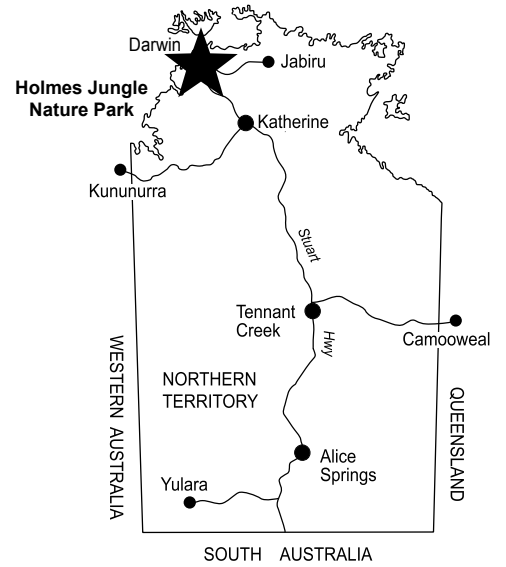 Darwin
Jabiru
Holmes Jungle
Nature Park
Katherine
Kununurra
Stuart
Tennant
Creek
Hwy
Camooweal
WESTERN AUSTRALIA
NORTHERN
TERRITORY
QUEENSLAND
Alice
Springs
Yulara
SOUTH AUSTRALIA